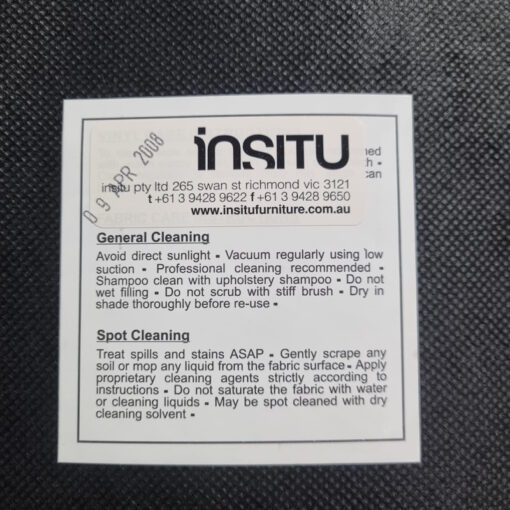 09 APR 2008
insitu
insitu pty ltd 265 swan st richmond vic 3121
t +61 3 9428 9622 f +61 3 9428 9650
www.insitufurniture.com.au
General Cleaning
Avoid direct sunlight - Vacuum regularly using low
suction - Professional cleaning recommended -
Shampoo clean with upholstery shampoo - Do not
wet filling - Do not scrub with stiff brush - Dry in
shade thoroughly before re-use -
Spot Cleaning
Treat spills and stains ASAP - Gently scrape any
soil or mop any liquid from the fabric surface - Apply
proprietary cleaning agents strictly according to
instructions - Do not saturate the fabric with water
or cleaning liquids - May be spot cleaned with dry
cleaning solvent -